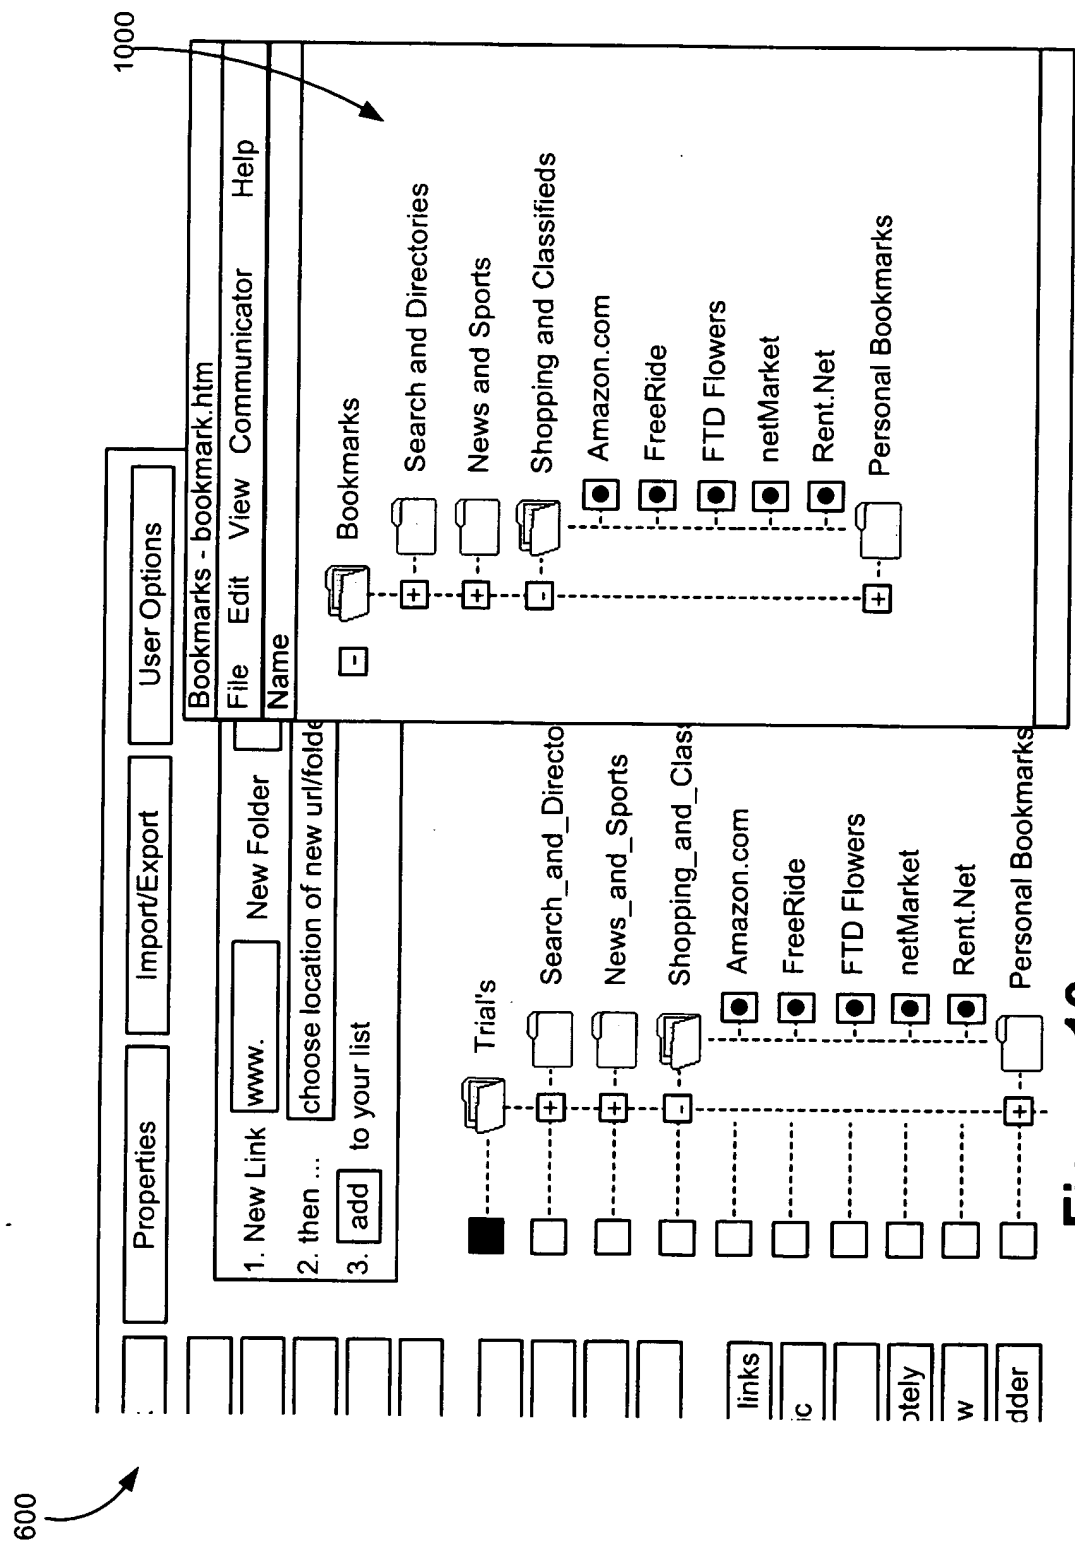 600
1000
Properties
Import/Export
User Options
1. New Link www. New Folder
2. then ... choose location of new url/folde
3. add to your list
Trial's
Search_and_Directo
News_and_Sports
Shopping_and_Clas
Amazon.com
FreeRide
FTD Flowers
netMarket
Rent.Net
Personal Bookmarks
links
ic
otely
w
dder
Bookmarks - bookmark.htm
File Edit View Communicator Help
Name
Bookmarks
Search and Directories
News and Sports
Shopping and Classifieds
Amazon.com
FreeRide
FTD Flowers
netMarket
Rent.Net
Personal Bookmarks